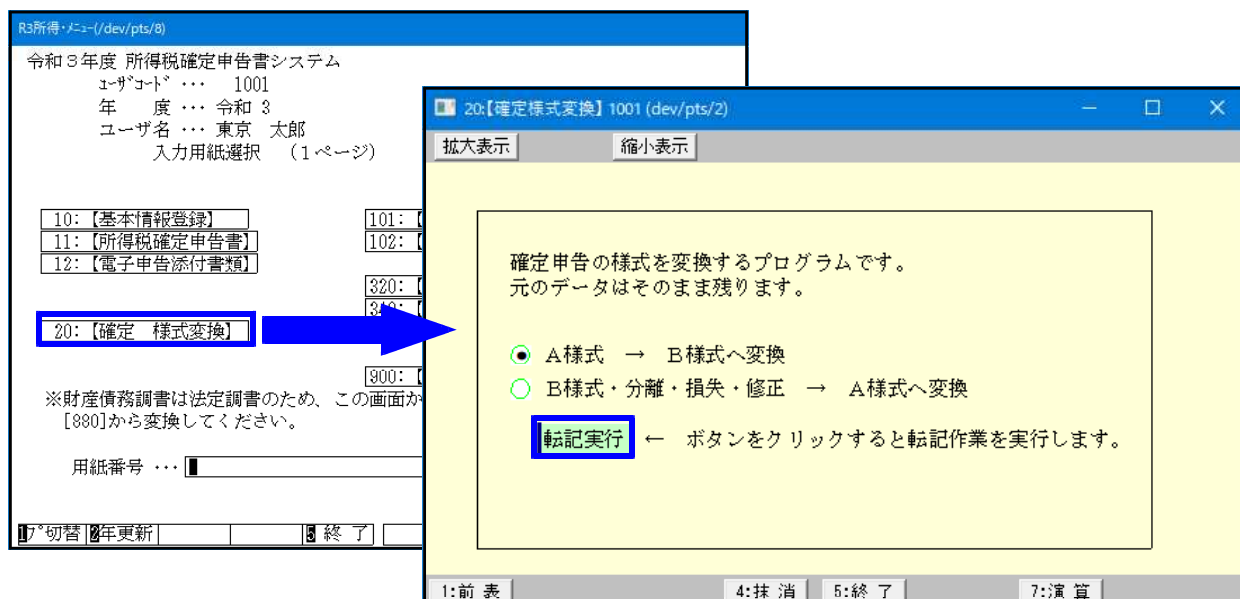 R3所得・ﾒﾆｭｰ(/dev/pts/8)
令和３年度 所得税確定申告書システム
ﾕｰｻﾞｺｰﾄﾞ ･･･ 1001
年　　度 ･･･ 令和 3
ユーザ名 ･･･ 東京　太郎
入力用紙選択　（１ページ）
10:【基本情報登録】
101:【
11:【所得税確定申告書】
102:【
12:【電子申告添付書類】
320:【
340:【
20:【確定　様式変換】
900:【
※財産債務調書は法定調書のため、この画面か
[880]から変換してください。
用紙番号 ･･･
1ﾌﾟ切替 2年更新 5 終 了
20:【確定様式変換】1001 (dev/pts/2)
拡大表示 縮小表示
確定申告の様式を変換するプログラムです。
元のデータはそのまま残ります。
Ａ様式 → Ｂ様式へ変換
Ｂ様式・分離・損失・修正 → Ａ様式へ変換
転記実行 ← ボタンをクリックすると転記作業を実行します。
1:前 表 4:抹 消 5:終 了 7:演 算